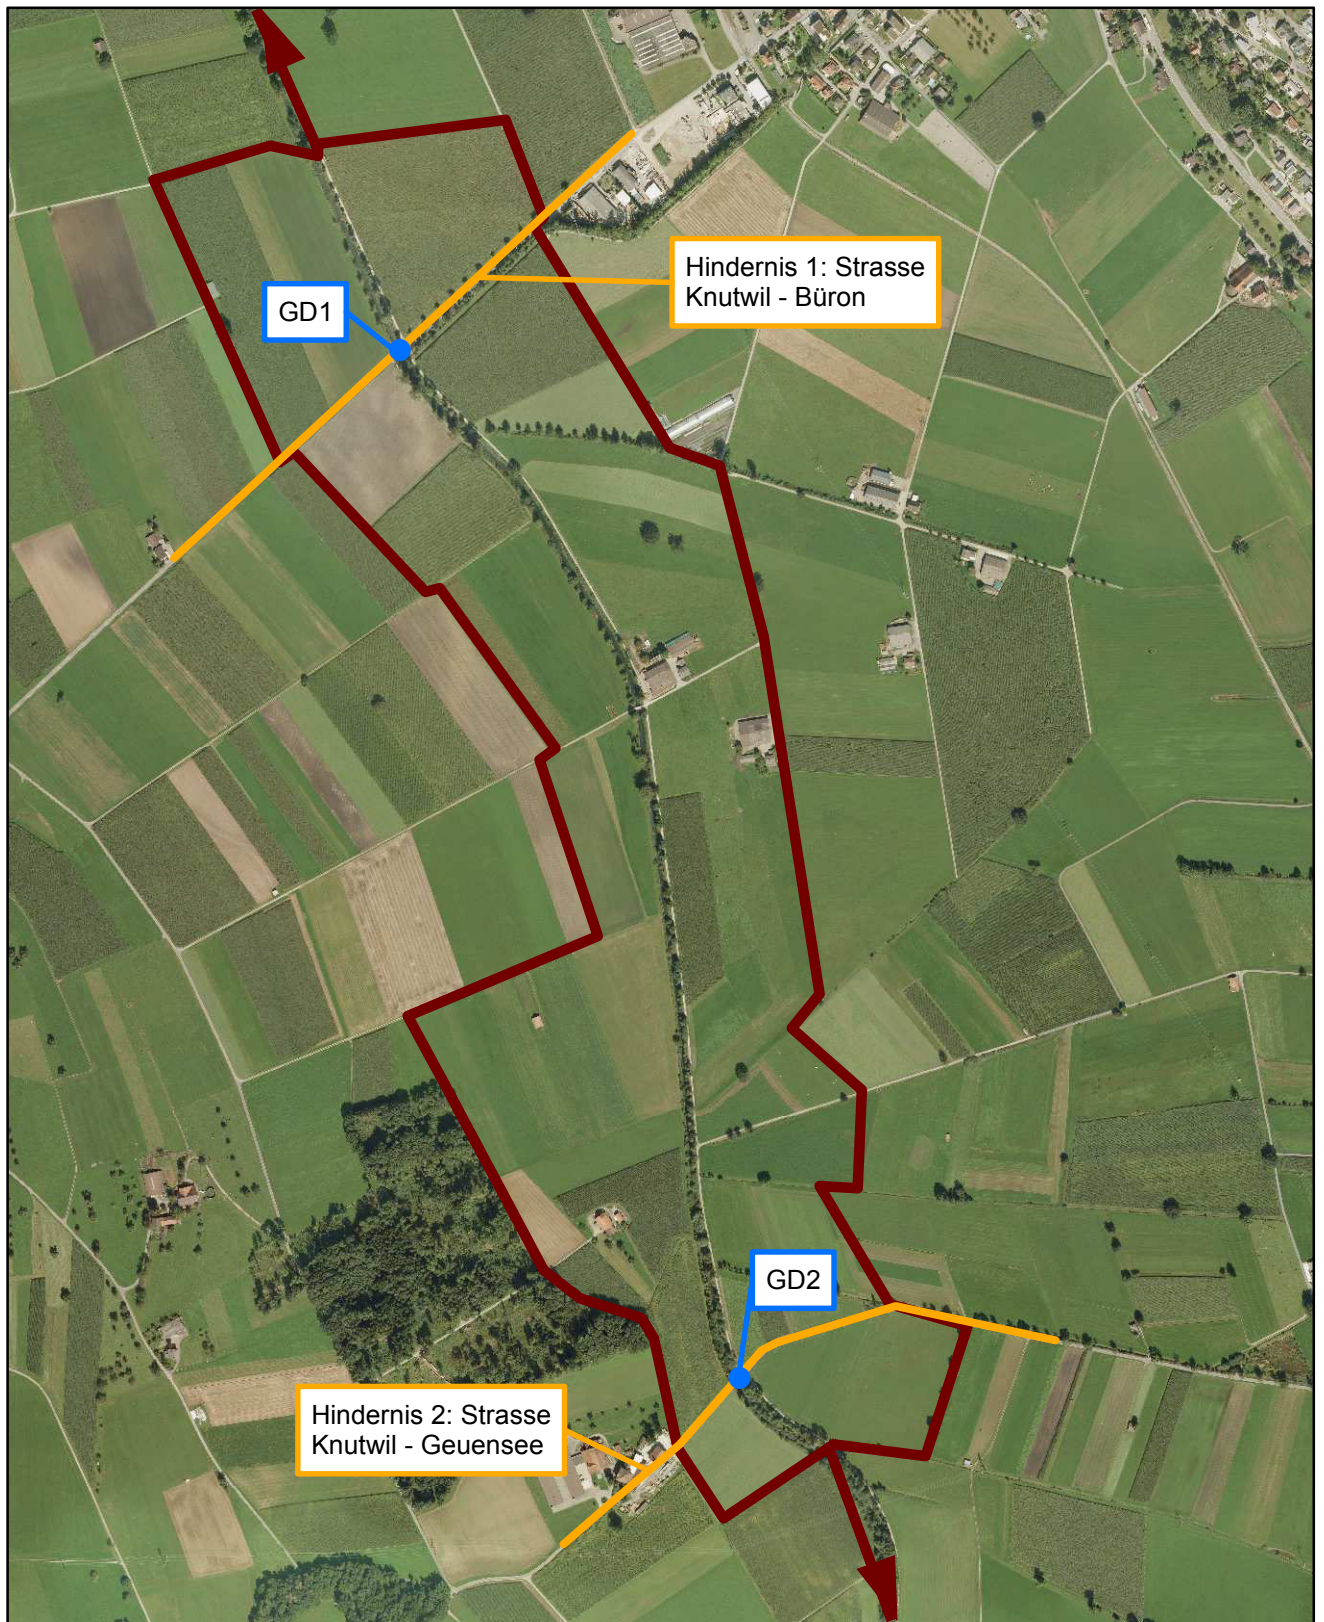 Hindernis 1: Strasse
Knutwil - Büron
GD1
GD2
Hindernis 2: Strasse
Knutwil - Geuensee